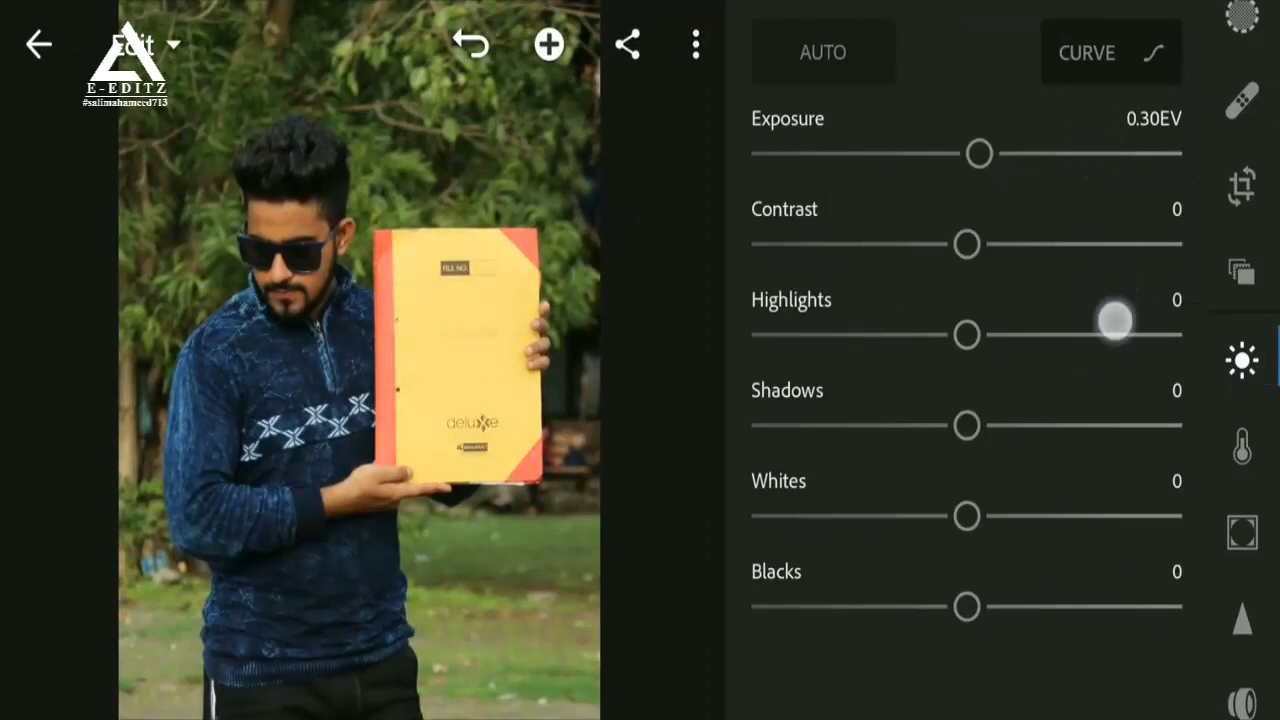 Edit
E-EDITZ
#salimahameed713
AUTO
CURVE
Exposure 0.30EV
Contrast 0
Highlights 0
Shadows 0
Whites 0
Blacks 0
FILE NO.
deluxe